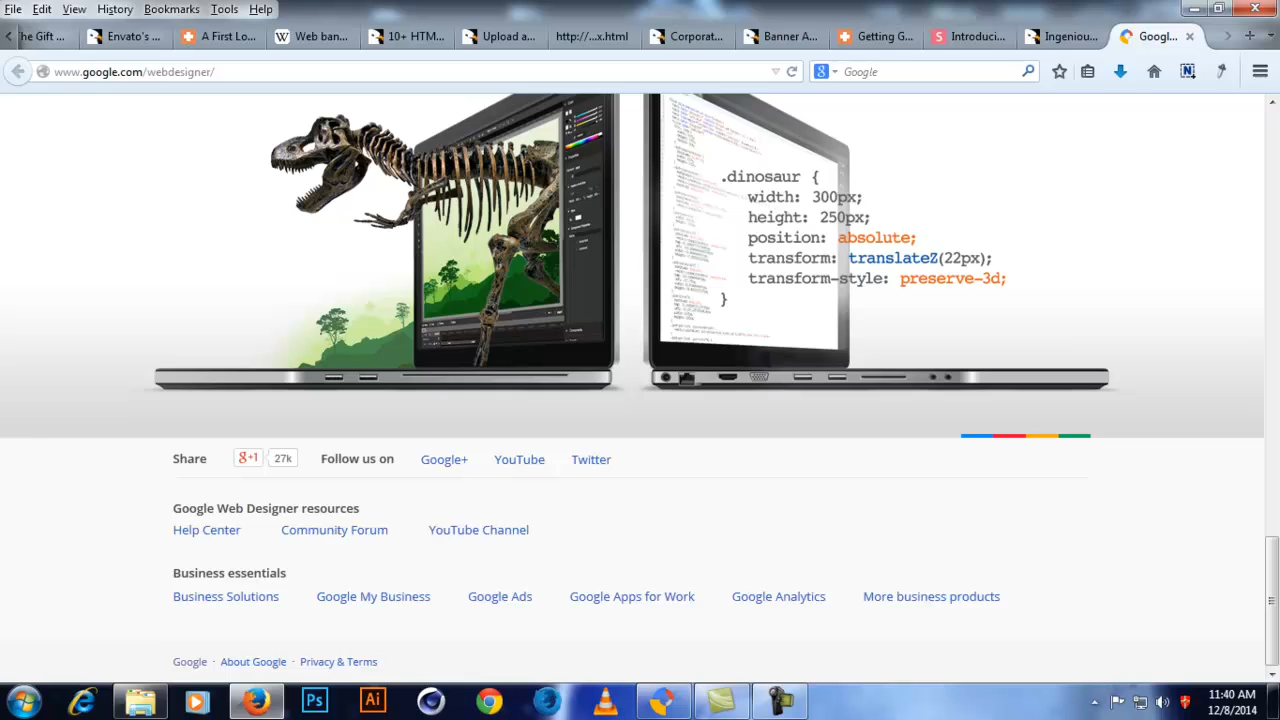 File Edit View History Bookmarks Tools Help
he Gift ... Envato's ... A First Lo... Web ban... 10+ HTM... Upload a... http:/...x.html Corporat... Banner A... Getting G... Introduci... Ingeniou... Googl...
www.google.com/webdesigner/ Google
.dinosaur {
width: 300px;
height: 250px;
position: absolute;
transform: translateZ(22px);
transform-style: preserve-3d;
}
Share g+1 27k Follow us on Google+ YouTube Twitter
Google Web Designer resources
Help Center Community Forum YouTube Channel
Business essentials
Business Solutions Google My Business Google Ads Google Apps for Work Google Analytics More business products
Google · About Google · Privacy & Terms
Ps Ai 11:40 AM
12/8/2014